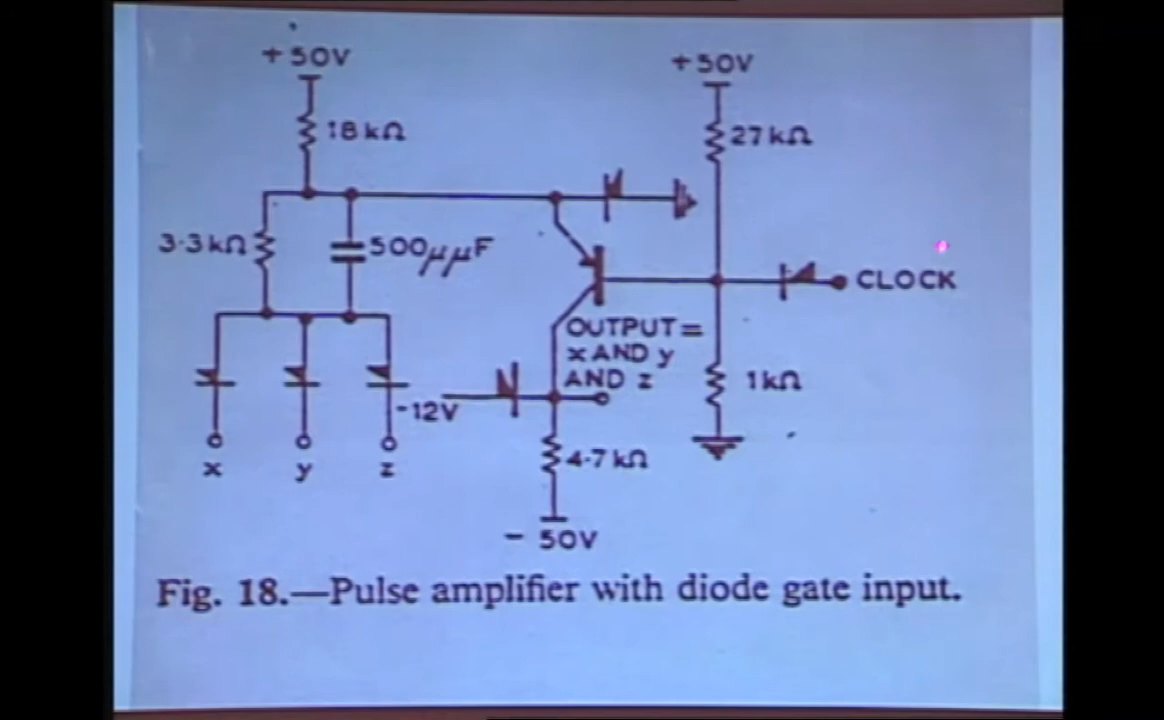 +50V
+50V
18kΩ
27kΩ
3·3kΩ
500μμF
CLOCK
OUTPUT=
x AND y
AND z
1kΩ
-12V
x
y
z
4·7kΩ
- 50V
Fig. 18.—Pulse amplifier with diode gate input.